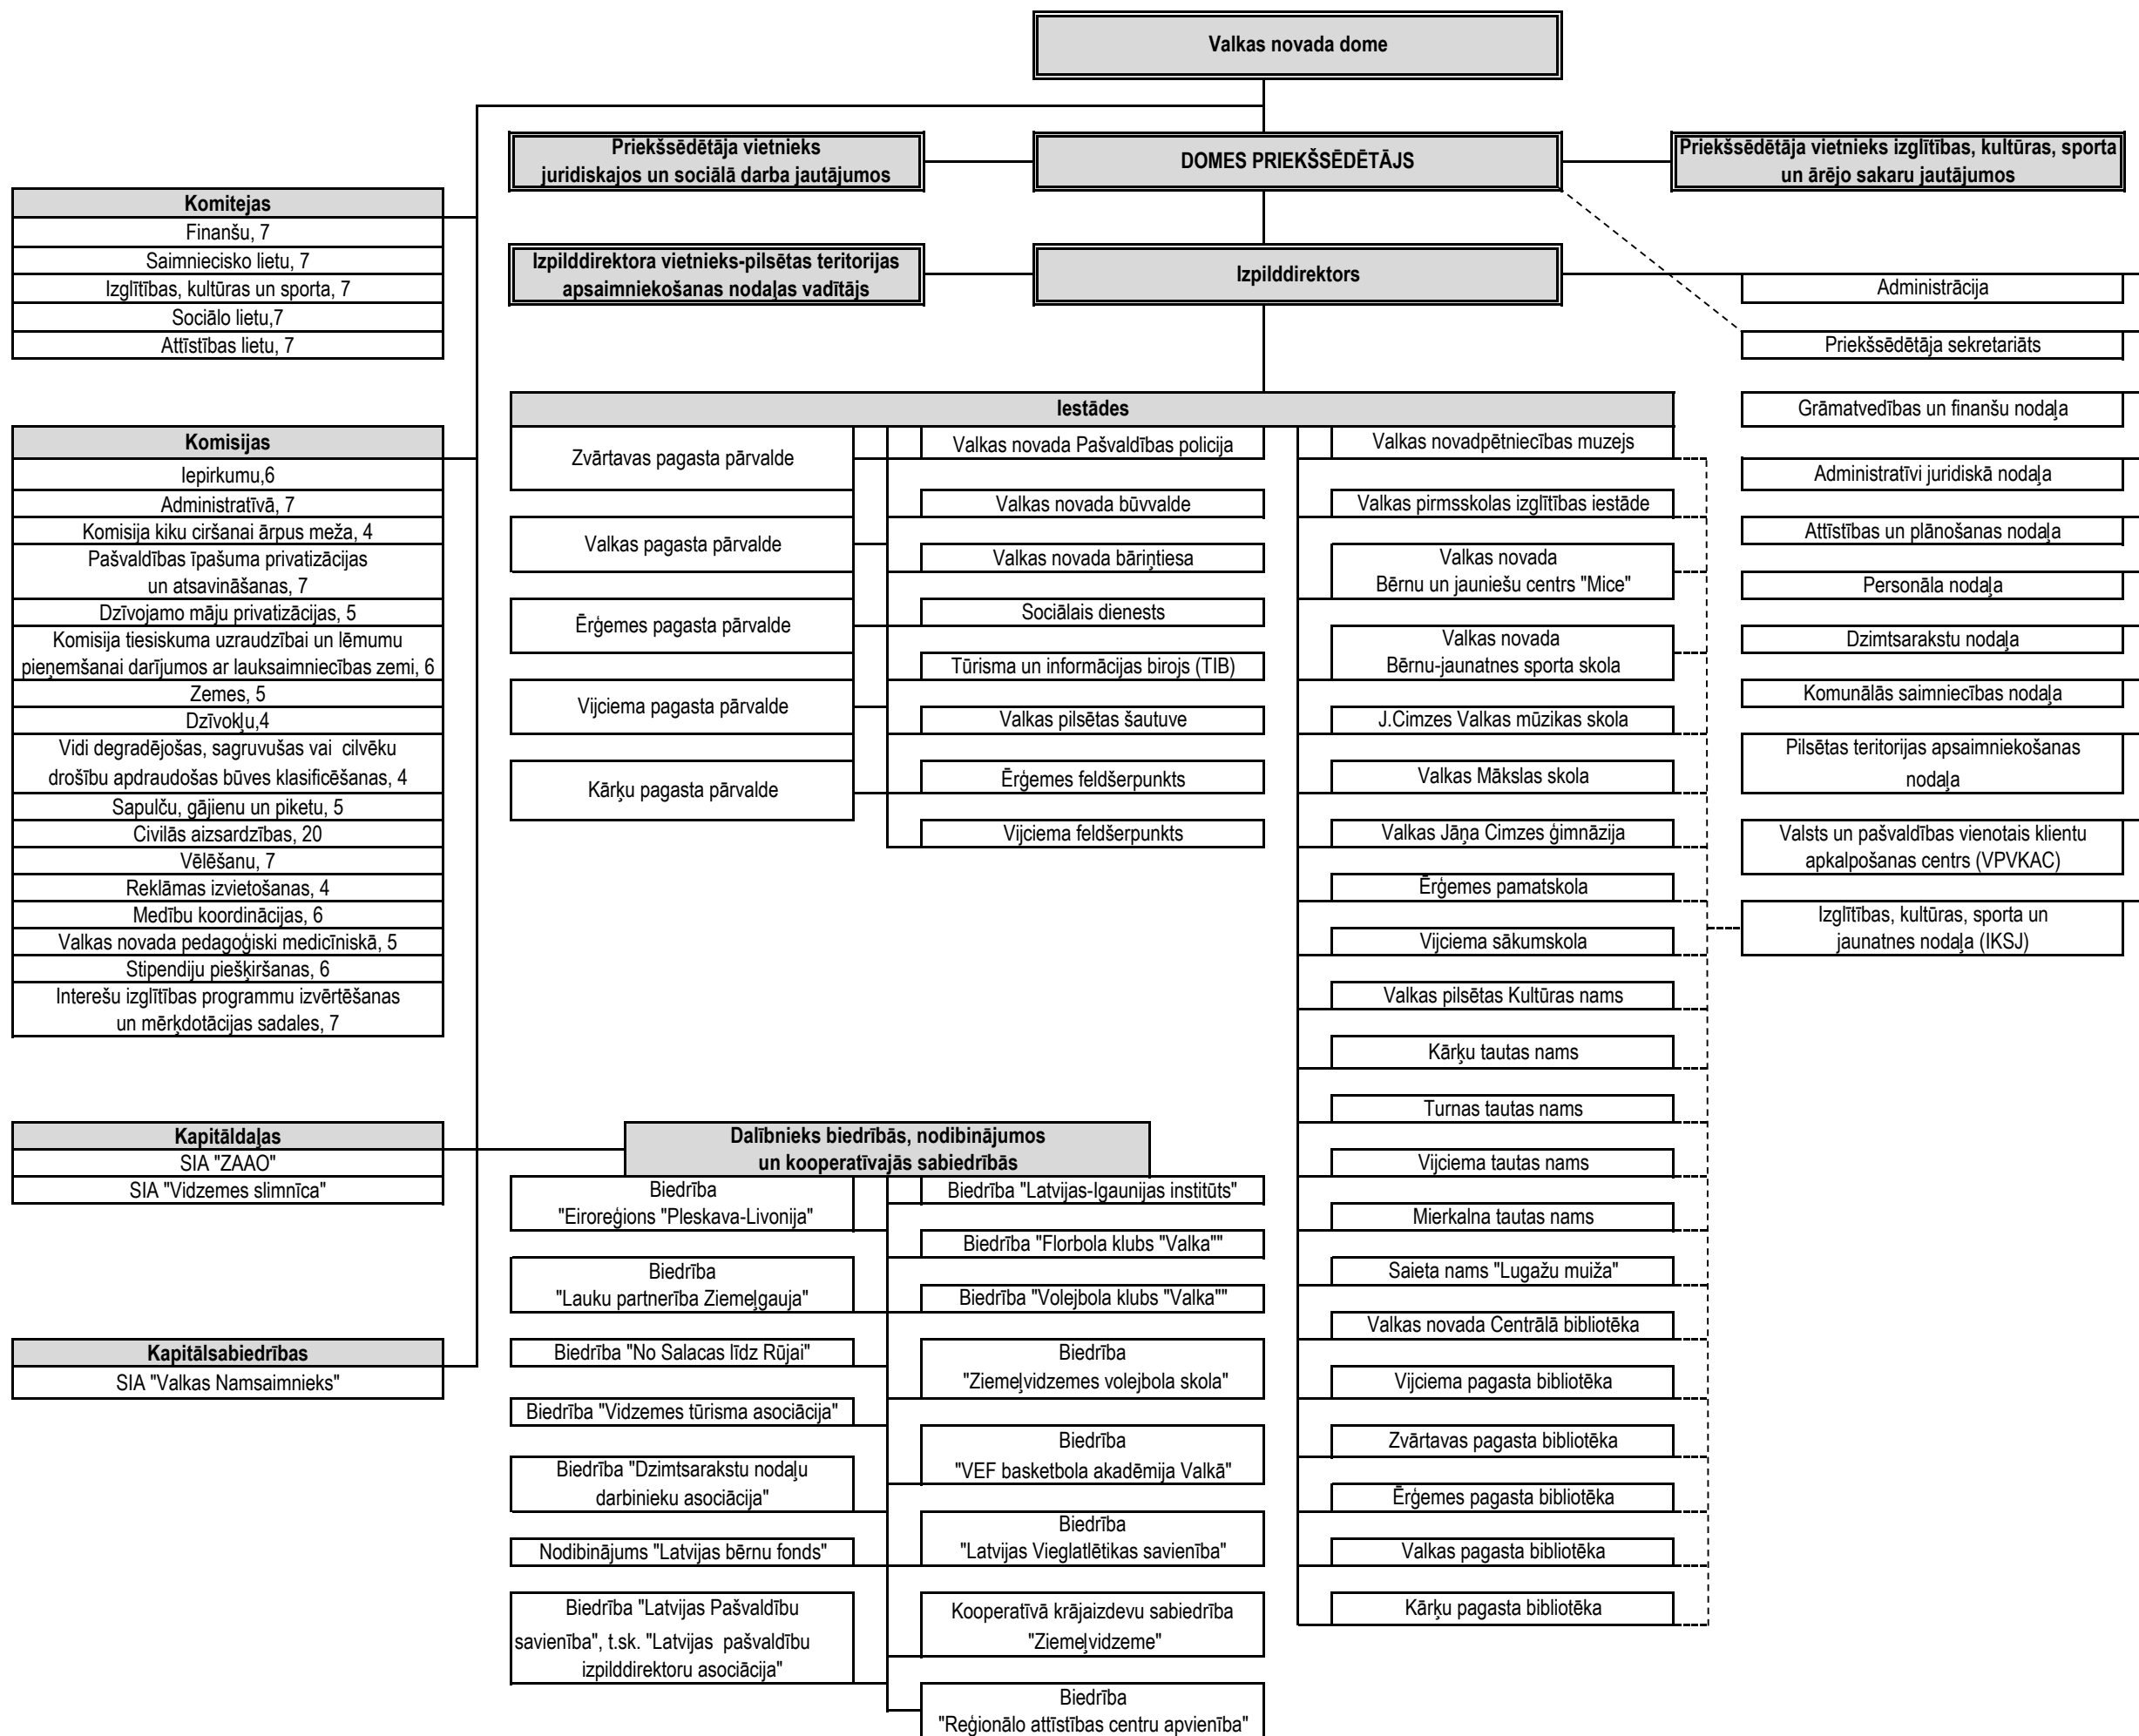 Valkas novada dome
Priekšsēdētāja vietnieks
juridiskajos un sociālā darba jautājumos
DOMES PRIEKŠSĒDĒTĀJS
Priekšsēdētāja vietnieks izglītības, kultūras, sporta
un ārējo sakaru jautājumos
Izpilddirektora vietnieks-pilsētas teritorijas
apsaimniekošanas nodaļas vadītājs
Izpilddirektors
Komitejas
Finanšu, 7
Saimniecisko lietu, 7
Izglītības, kultūras un sporta, 7
Sociālo lietu,7
Attīstības lietu, 7
Komisijas
Iepirkumu,6
Administratīvā, 7
Komisija kiku ciršanai ārpus meža, 4
Pašvaldības īpašuma privatizācijas
un atsavināšanas, 7
Dzīvojamo māju privatizācijas, 5
Komisija tiesiskuma uzraudzībai un lēmumu
pieņemšanai darījumos ar lauksaimniecības zemi, 6
Zemes, 5
Dzīvokļu,4
Vidi degradējošas, sagruvušas vai cilvēku
drošību apdraudošas būves klasificēšanas, 4
Sapulču, gājienu un piketu, 5
Civilās aizsardzības, 20
Vēlēšanu, 7
Reklāmas izvietošanas, 4
Medību koordinācijas, 6
Valkas novada pedagoģiski medicīniskā, 5
Stipendiju piešķiršanas, 6
Interešu izglītības programmu izvērtēšanas
un mērķdotācijas sadales, 7
Kapitāldaļas
SIA "ZAAO"
SIA "Vidzemes slimnīca"
Kapitālsabiedrības
SIA "Valkas Namsaimnieks"
Iestādes
Zvārtavas pagasta pārvalde
Valkas pagasta pārvalde
Ērģemes pagasta pārvalde
Vijciema pagasta pārvalde
Kārķu pagasta pārvalde
Valkas novada Pašvaldības policija
Valkas novada būvvalde
Valkas novada bāriņtiesa
Sociālais dienests
Tūrisma un informācijas birojs (TIB)
Valkas pilsētas šautuve
Ērģemes feldšerpunkts
Vijciema feldšerpunkts
Valkas novadpētniecības muzejs
Valkas pirmsskolas izglītības iestāde
Valkas novada
Bērnu un jauniešu centrs "Mice"
Valkas novada
Bērnu-jaunatnes sporta skola
J.Cimzes Valkas mūzikas skola
Valkas Mākslas skola
Valkas Jāņa Cimzes ģimnāzija
Ērģemes pamatskola
Vijciema sākumskola
Valkas pilsētas Kultūras nams
Kārķu tautas nams
Turnas tautas nams
Vijciema tautas nams
Mierkalna tautas nams
Saieta nams "Lugažu muiža"
Valkas novada Centrālā bibliotēka
Vijciema pagasta bibliotēka
Zvārtavas pagasta bibliotēka
Ērģemes pagasta bibliotēka
Valkas pagasta bibliotēka
Kārķu pagasta bibliotēka
Administrācija
Priekšsēdētāja sekretariāts
Grāmatvedības un finanšu nodaļa
Administratīvi juridiskā nodaļa
Attīstības un plānošanas nodaļa
Personāla nodaļa
Dzimtsarakstu nodaļa
Komunālās saimniecības nodaļa
Pilsētas teritorijas apsaimniekošanas
nodaļa
Valsts un pašvaldības vienotais klientu
apkalpošanas centrs (VPVKAC)
Izglītības, kultūras, sporta un
jaunatnes nodaļa (IKSJ)
Dalībnieks biedrībās, nodibinājumos
un kooperatīvajās sabiedrībās
Biedrība
"Eiroreģions "Pleskava-Livonija"
Biedrība
"Lauku partnerība Ziemeļgauja"
Biedrība "No Salacas līdz Rūjai"
Biedrība "Vidzemes tūrisma asociācija"
Biedrība "Dzimtsarakstu nodaļu
darbinieku asociācija"
Nodibinājums "Latvijas bērnu fonds"
Biedrība "Latvijas Pašvaldību
savienība", t.sk. "Latvijas pašvaldību
izpilddirektoru asociācija"
Biedrība "Latvijas-Igaunijas institūts"
Biedrība "Florbola klubs "Valka""
Biedrība "Volejbola klubs "Valka""
Biedrība
"Ziemeļvidzemes volejbola skola"
Biedrība
"VEF basketbola akadēmija Valkā"
Biedrība
"Latvijas Vieglatlētikas savienība"
Kooperatīvā krājaizdevu sabiedrība
"Ziemeļvidzeme"
Biedrība
"Reģionālo attīstības centru apvienība"